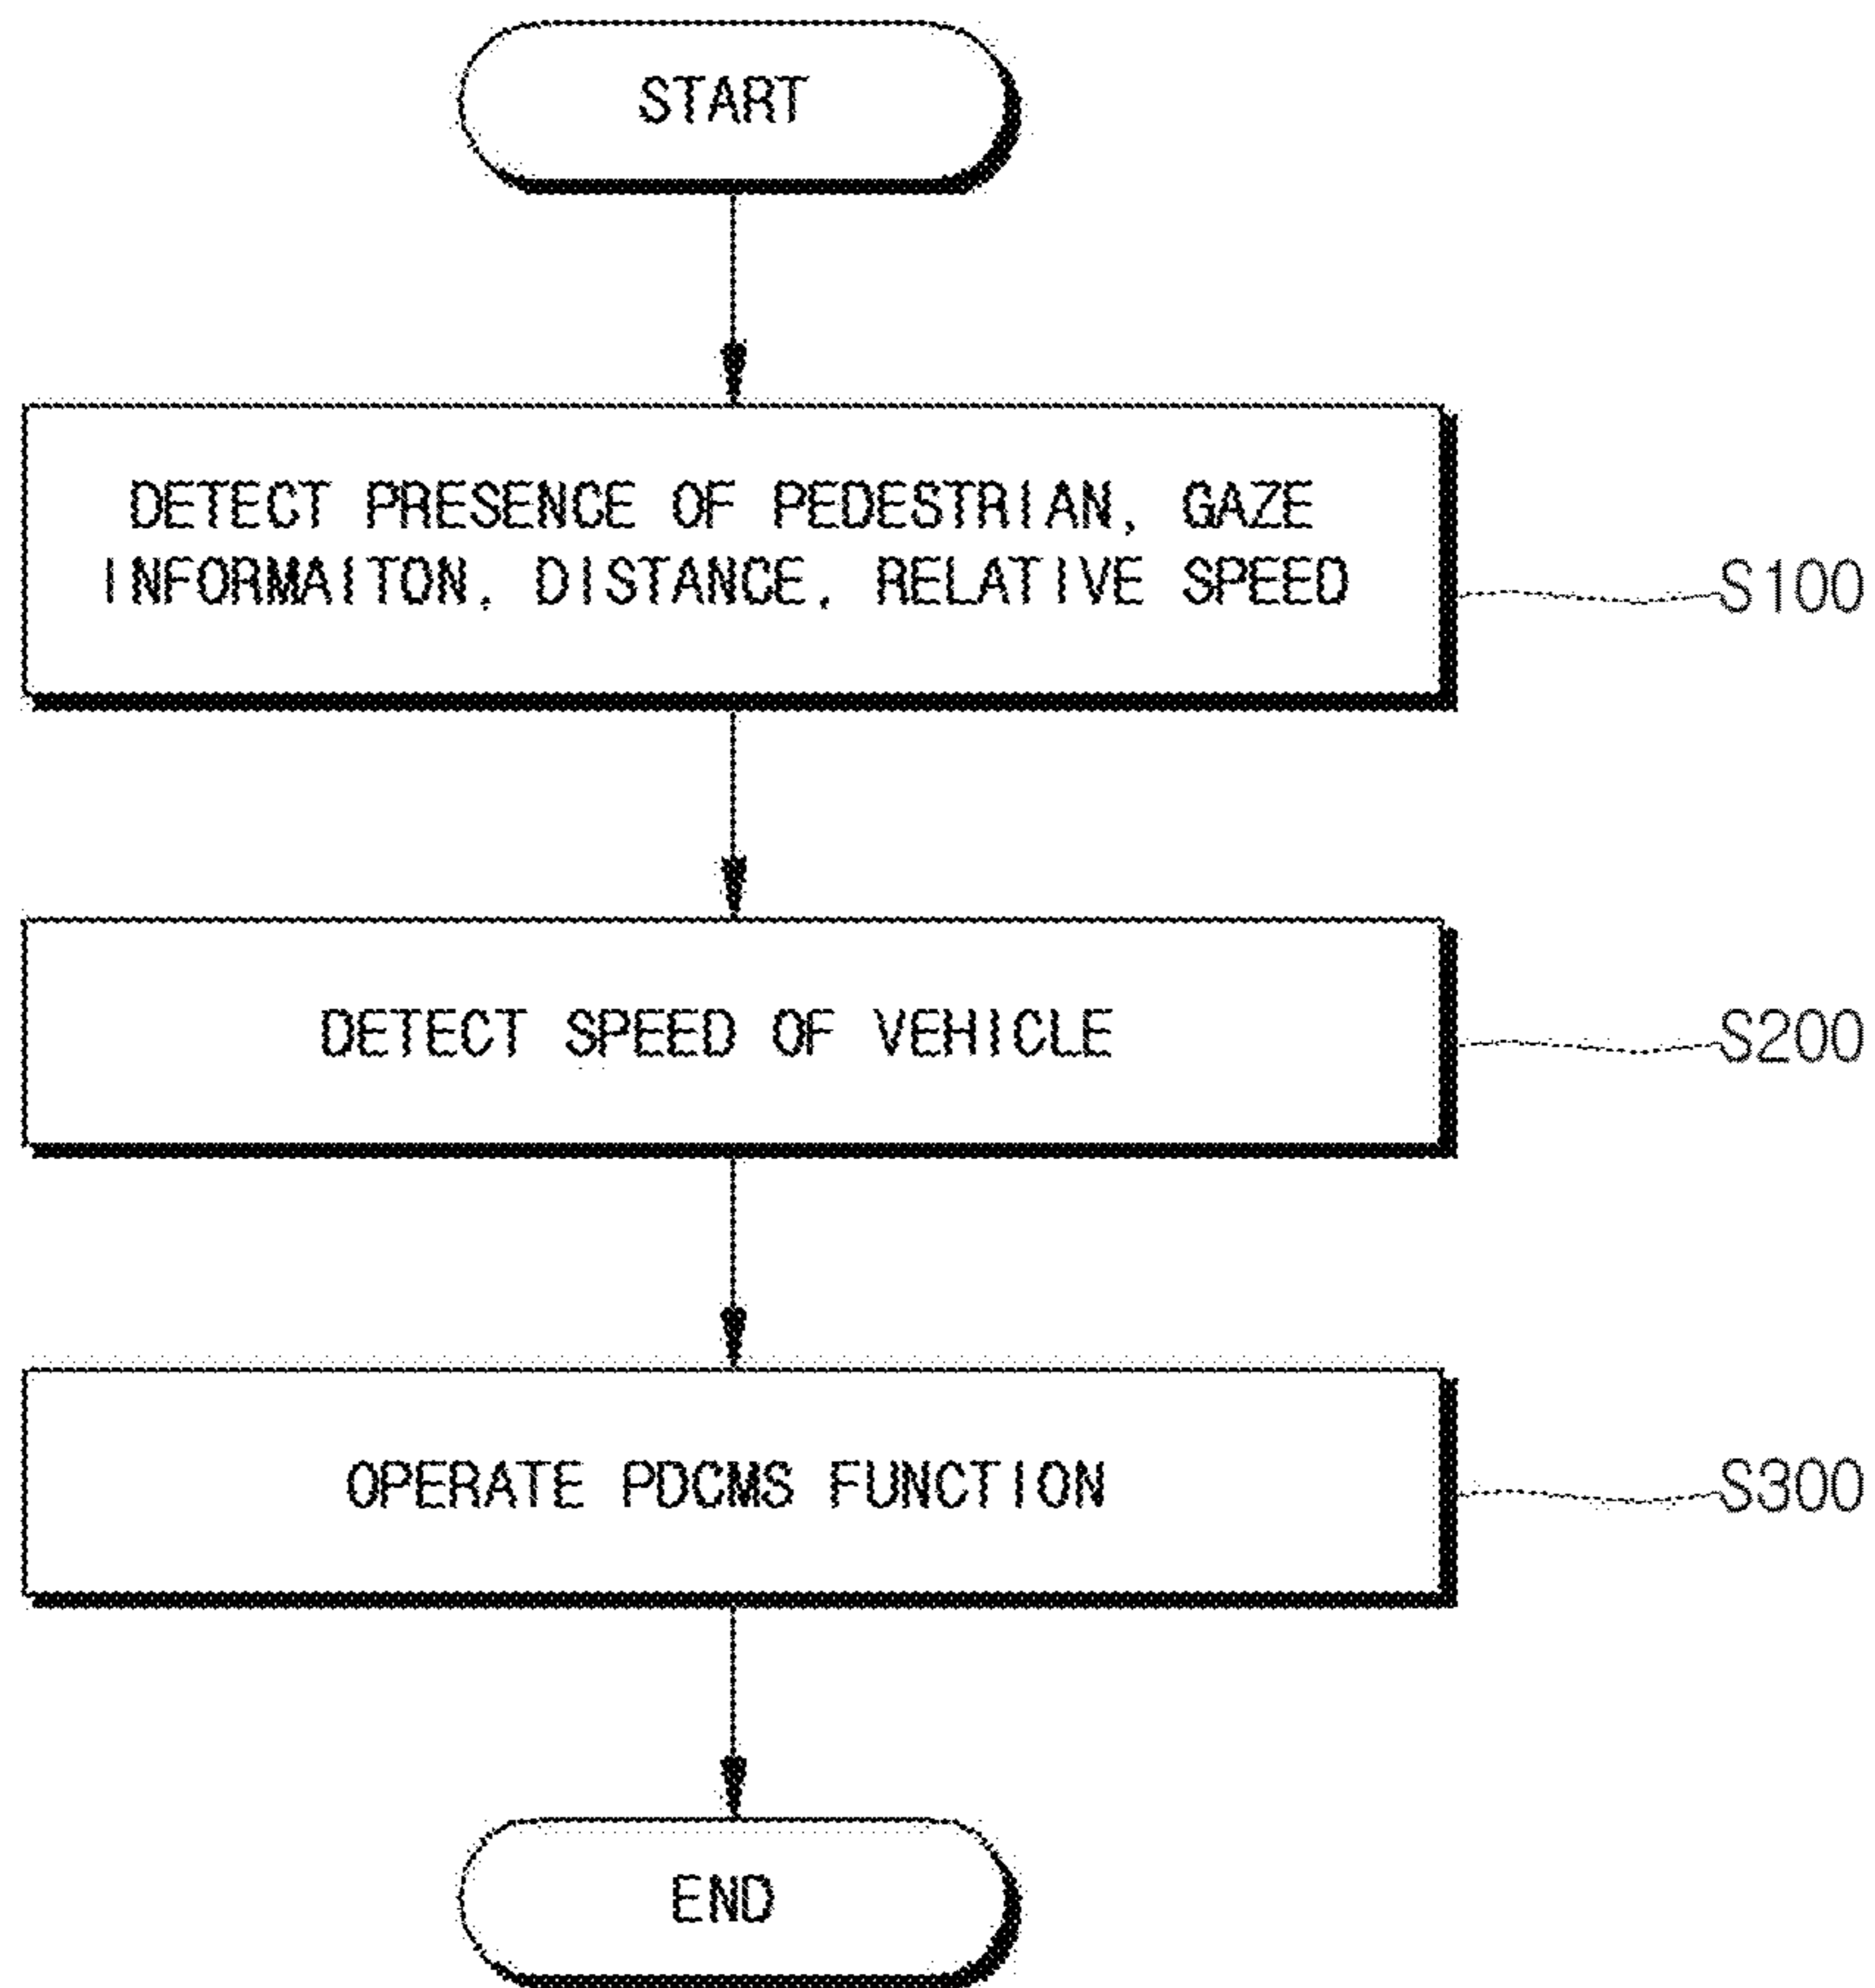 START
DETECT PRESENCE OF PEDESTRIAN, GAZE
INFORMAITON, DISTANCE, RELATIVE SPEED
S100
DETECT SPEED OF VEHICLE
S200
OPERATE PDCMS FUNCTION
S300
END